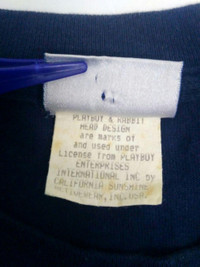 PLAYBOY & RABBIT
HEAD DESIGN
are marks of
and used under
License from PLAYBOY
ENTERPRISES
INTERNATIONAL INC by
CALIFORNIA SUNSHINE
ACTIVEWEAR, INC.